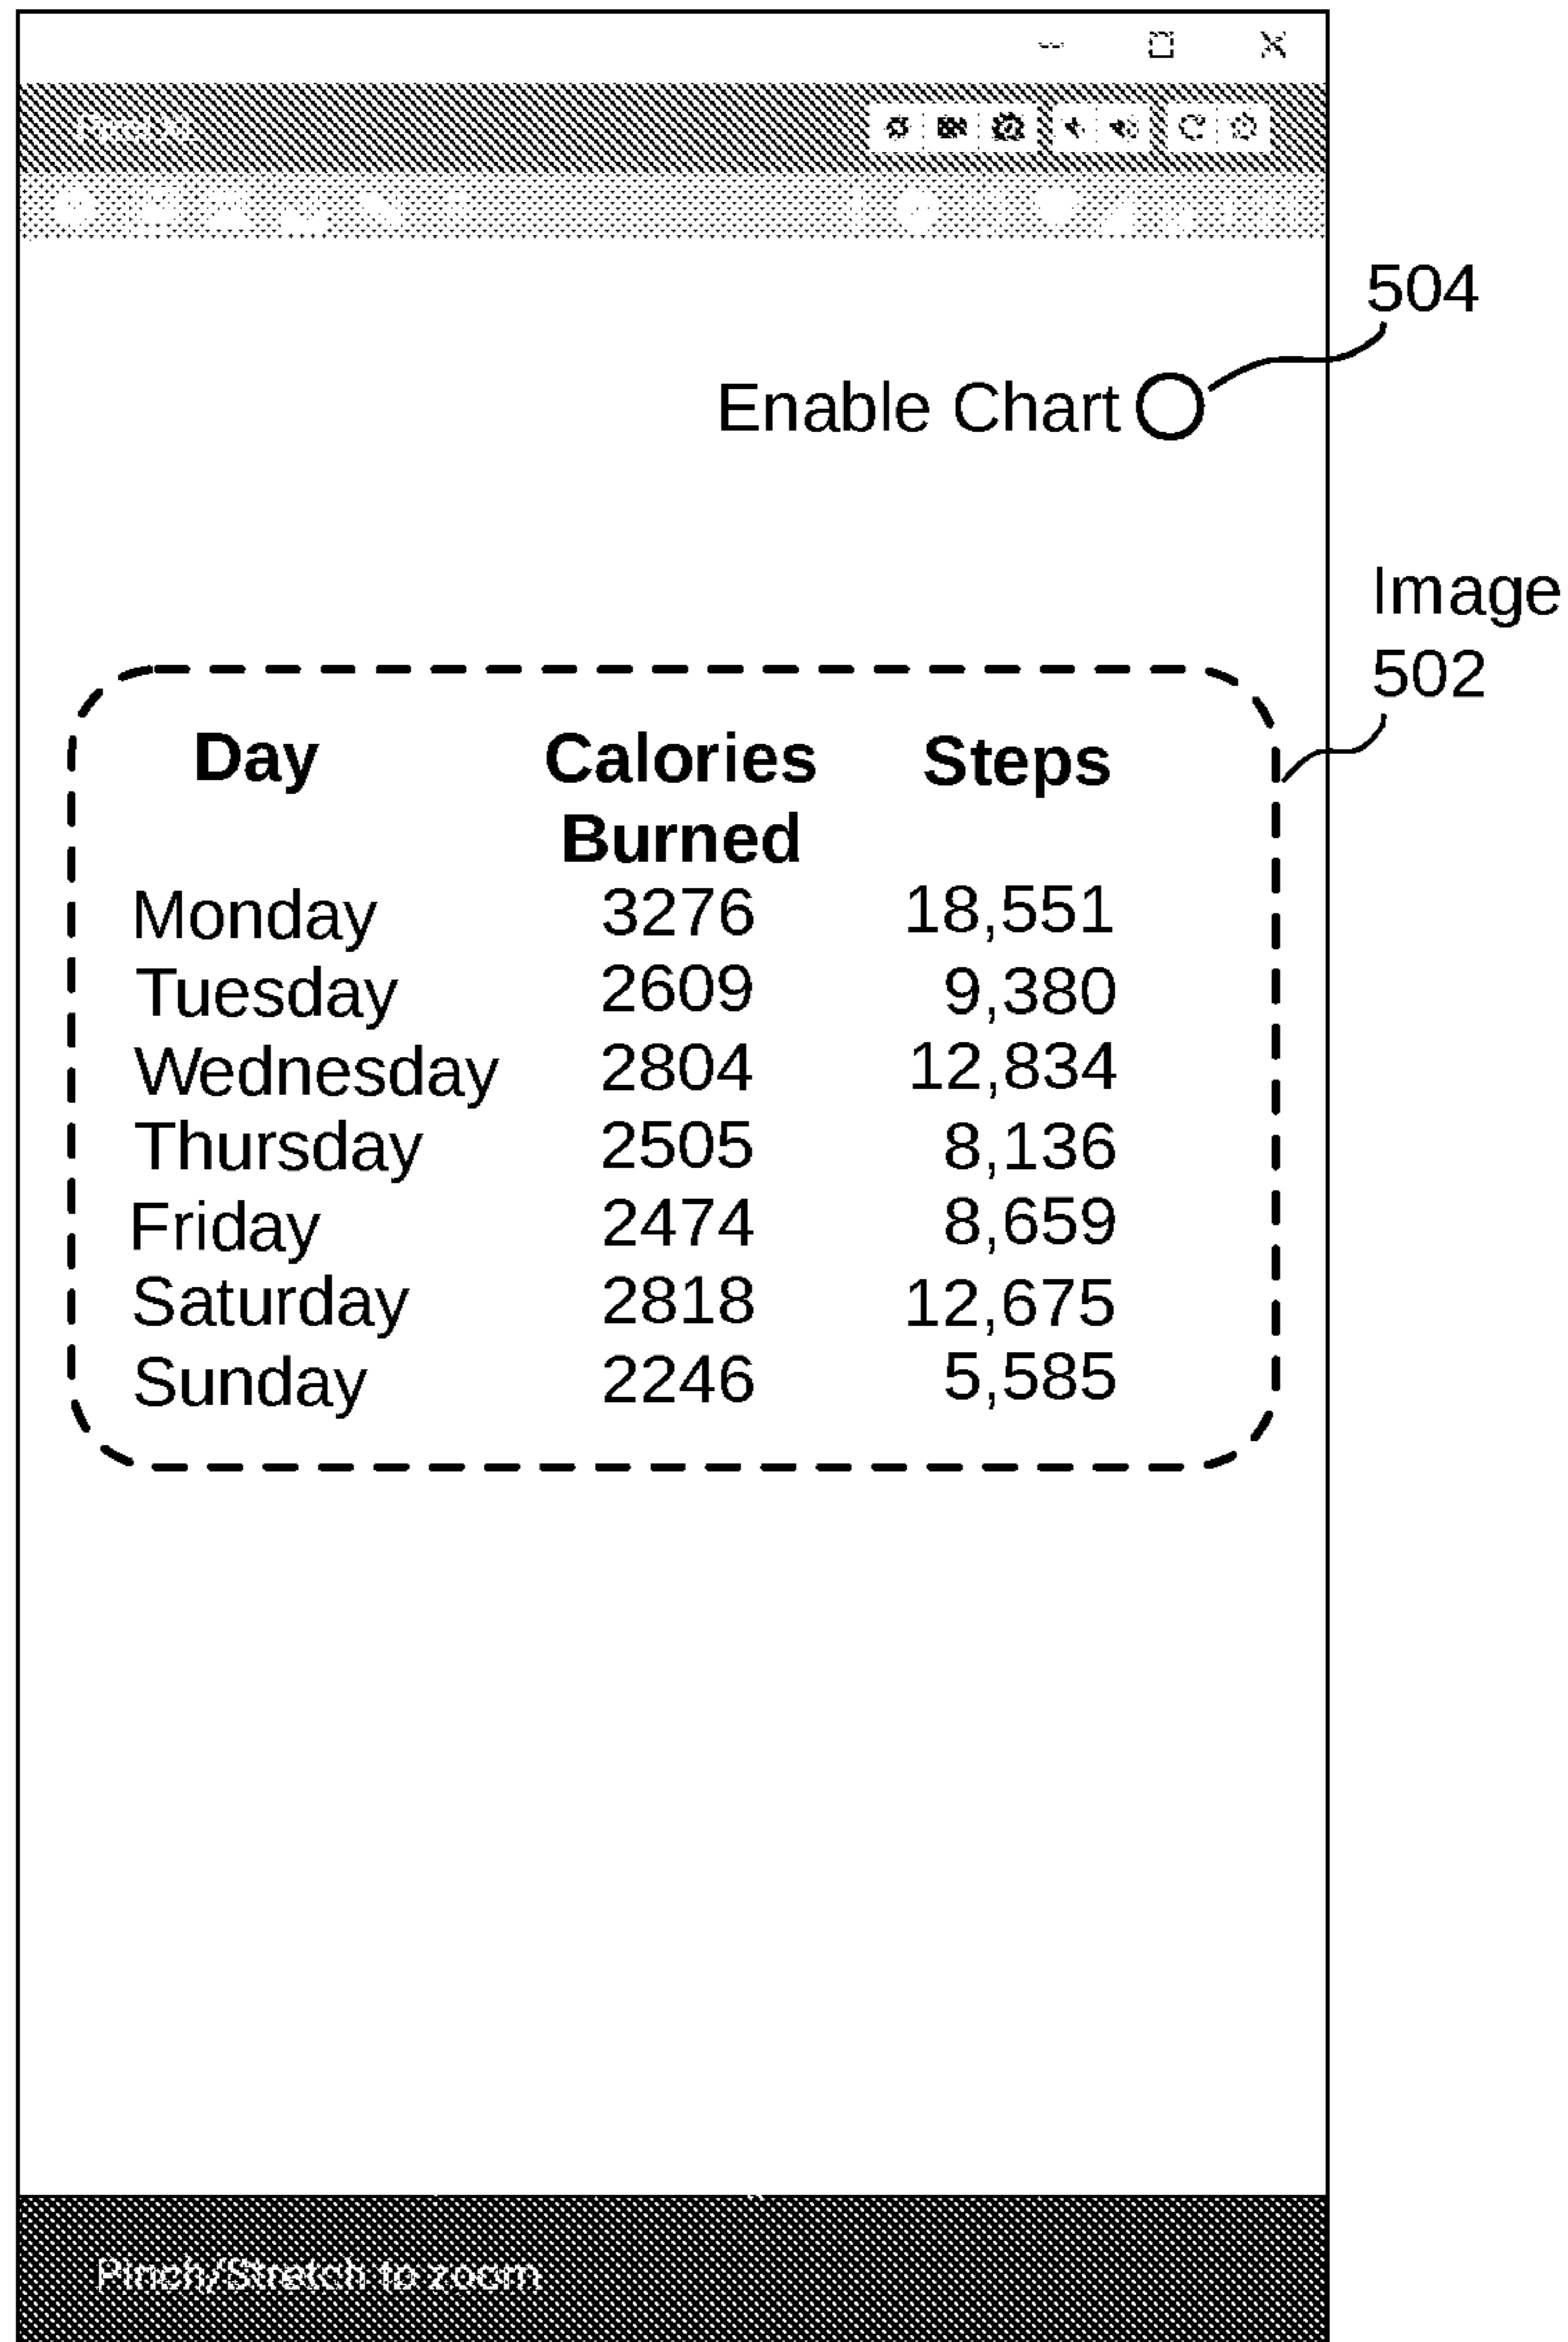 504
Enable Chart
Image
502
Day Calories Steps
Burned
Monday 3276 18,551
Tuesday 2609 9,380
Wednesday 2804 12,834
Thursday 2505 8,136
Friday 2474 8,659
Saturday 2818 12,675
Sunday 2246 5,585
Pinch/Stretch to zoom